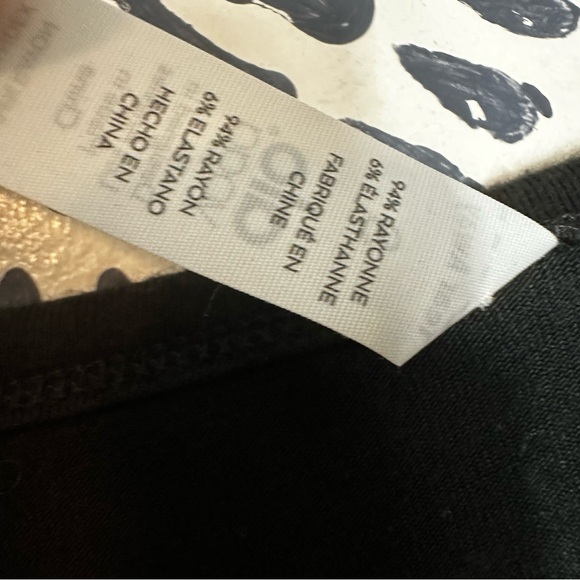 94% RAYONNE
6% ÉLASTHANNE
FABRIQUÉ EN
CHINE
94% RAYÓN
6% ELASTANO
HECHO EN
CHINA